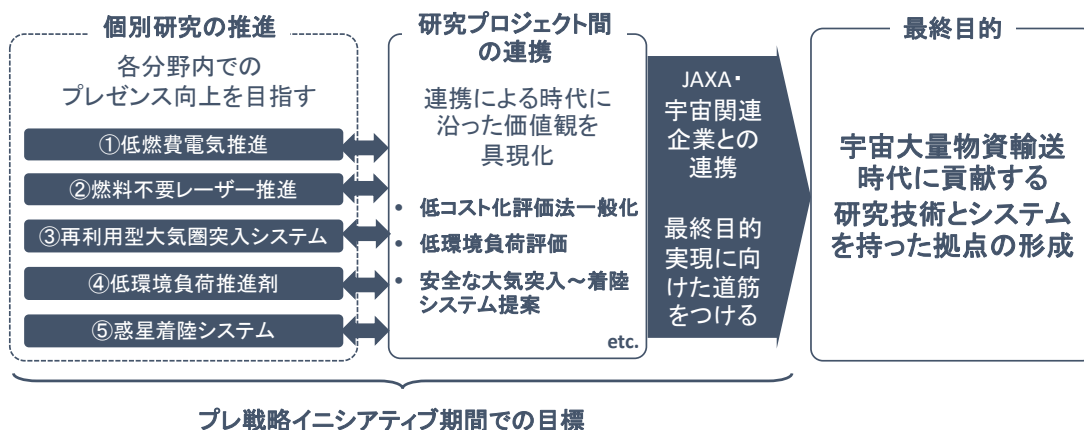 個別研究の推進
各分野内での
プレゼンス向上を目指す
①低燃費電気推進
②燃料不要レーザー推進
③再利用型大気圏突入システム
④低環境負荷推進剤
⑤惑星着陸システム
研究プロジェクト間
の連携
連携による時代に
沿った価値観を
具現化
• 低コスト化評価法一般化
• 低環境負荷評価
• 安全な大気突入～着陸
システム提案
etc.
JAXA・
宇宙関連
企業との
連携
最終目的
実現に向
けた道筋
をつける
最終目的
宇宙大量物資輸送
時代に貢献する
研究技術とシステム
を持った拠点の形成
プレ戦略イニシアティブ期間での目標